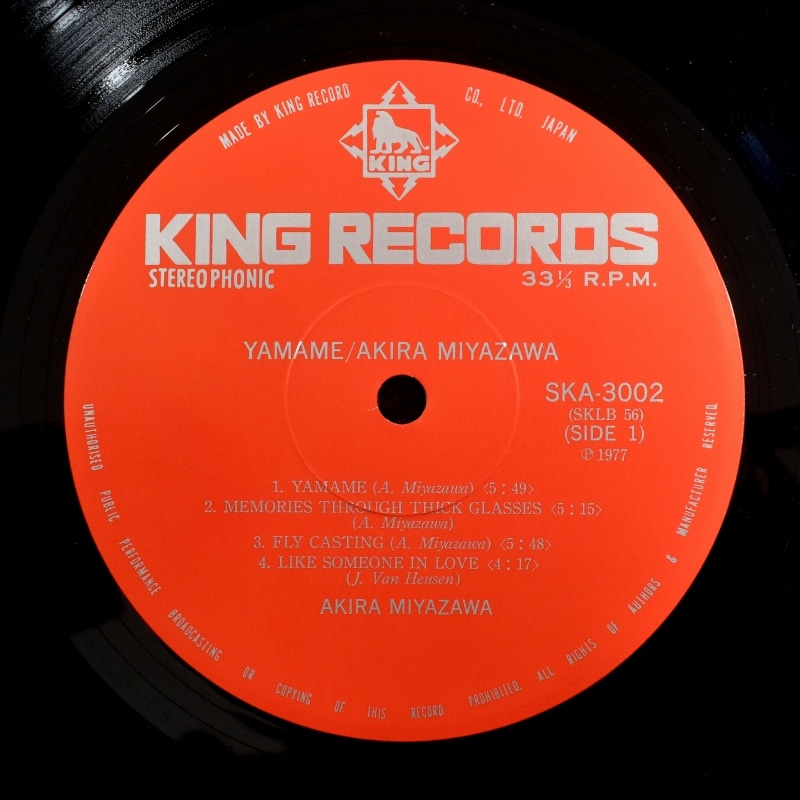 MADE BY KING RECORD CO., LTD. JAPAN
KING
KING RECORDS
STEREOPHONIC 33⅓ R.P.M.
YAMAME/AKIRA MIYAZAWA
SKA-3002
(SKLB 56)
(SIDE 1)
℗ 1977
1. YAMAME (A. Miyazawa) <5:49>
2. MEMORIES THROUGH THICK GLASSES <5:15>
(A. Miyazawa)
3. FLY CASTING (A. Miyazawa) <5:48>
4. LIKE SOMEONE IN LOVE <4:17>
(J. Van Heusen)
AKIRA MIYAZAWA
UNAUTHORISED PUBLIC PERFORMANCE BROADCASTING OR COPYING OF THIS RECORD PROHIBITED. ALL RIGHTS OF AUTHORS & MANUFACTURER RESERVED.